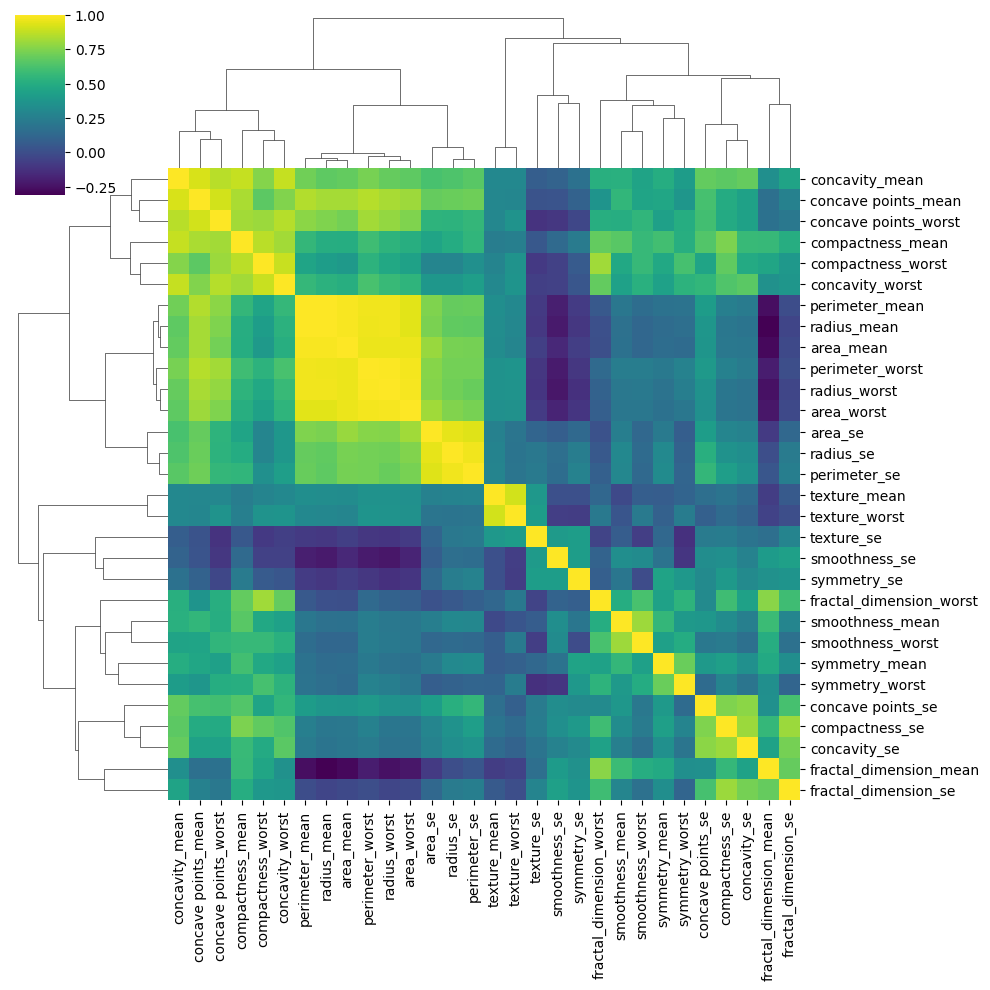 1.00
0.75
0.50
0.25
0.00
−0.25
concavity_mean
concave points_mean
concave points_worst
compactness_mean
compactness_worst
concavity_worst
perimeter_mean
radius_mean
area_mean
perimeter_worst
radius_worst
area_worst
area_se
radius_se
perimeter_se
texture_mean
texture_worst
texture_se
smoothness_se
symmetry_se
fractal_dimension_worst
smoothness_mean
smoothness_worst
symmetry_mean
symmetry_worst
concave points_se
compactness_se
concavity_se
fractal_dimension_mean
fractal_dimension_se
concavity_mean
concave points_mean
concave points_worst
compactness_mean
compactness_worst
concavity_worst
perimeter_mean
radius_mean
area_mean
perimeter_worst
radius_worst
area_worst
area_se
radius_se
perimeter_se
texture_mean
texture_worst
texture_se
smoothness_se
symmetry_se
fractal_dimension_worst
smoothness_mean
smoothness_worst
symmetry_mean
symmetry_worst
concave points_se
compactness_se
concavity_se
fractal_dimension_mean
fractal_dimension_se